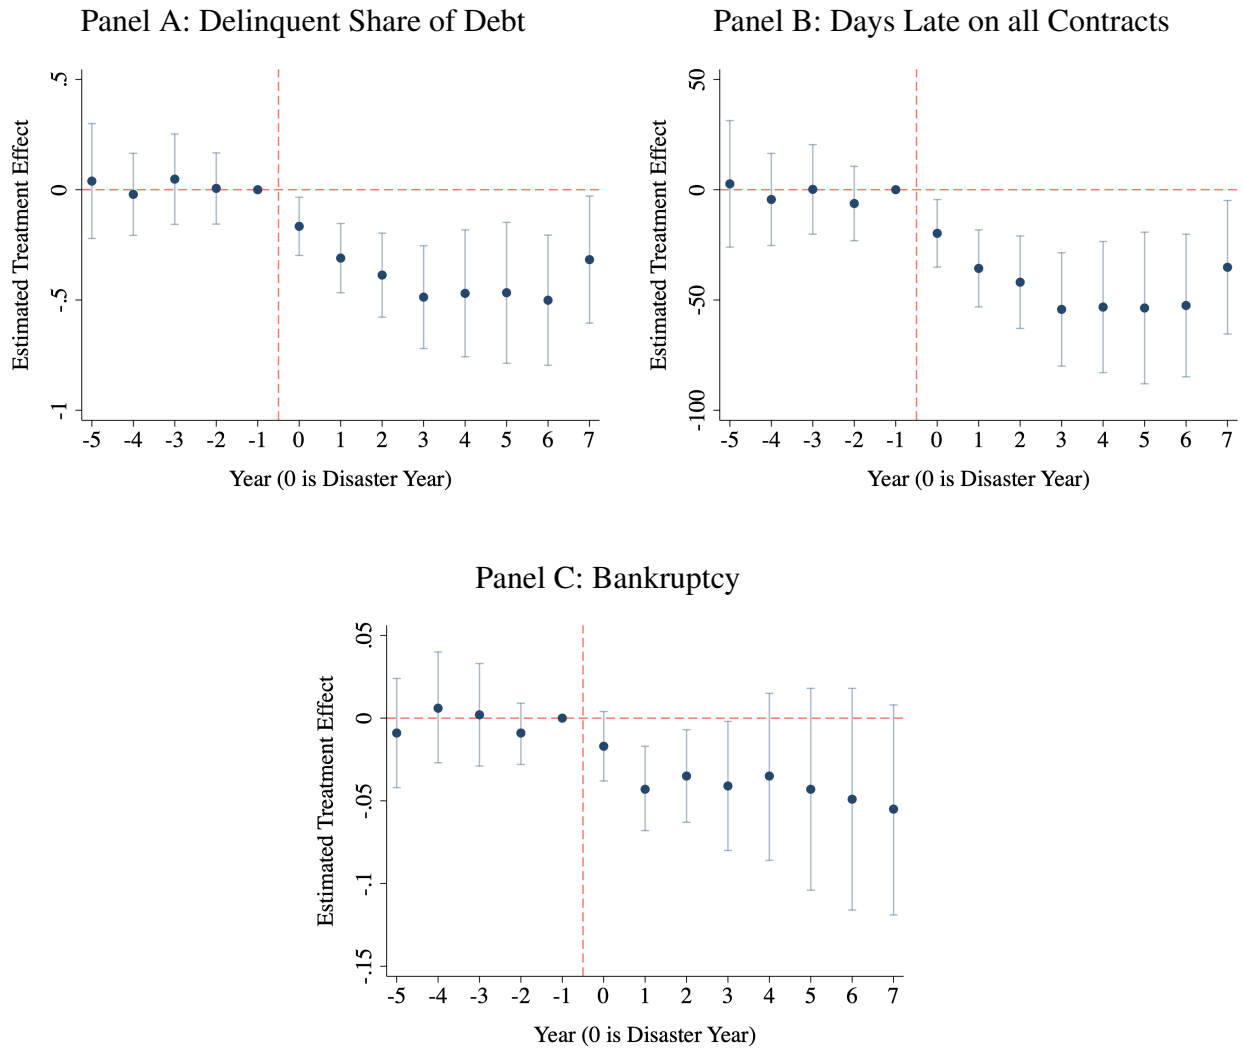 Panel A: Delinquent Share of Debt
Estimated Treatment Effect
.5
0
-.5
-1
-5 -4 -3 -2 -1 0 1 2 3 4 5 6 7
Year (0 is Disaster Year)
Panel B: Days Late on all Contracts
Estimated Treatment Effect
50
0
-50
-100
-5 -4 -3 -2 -1 0 1 2 3 4 5 6 7
Year (0 is Disaster Year)
Panel C: Bankruptcy
Estimated Treatment Effect
.05
0
-.05
-.1
-.15
-5 -4 -3 -2 -1 0 1 2 3 4 5 6 7
Year (0 is Disaster Year)